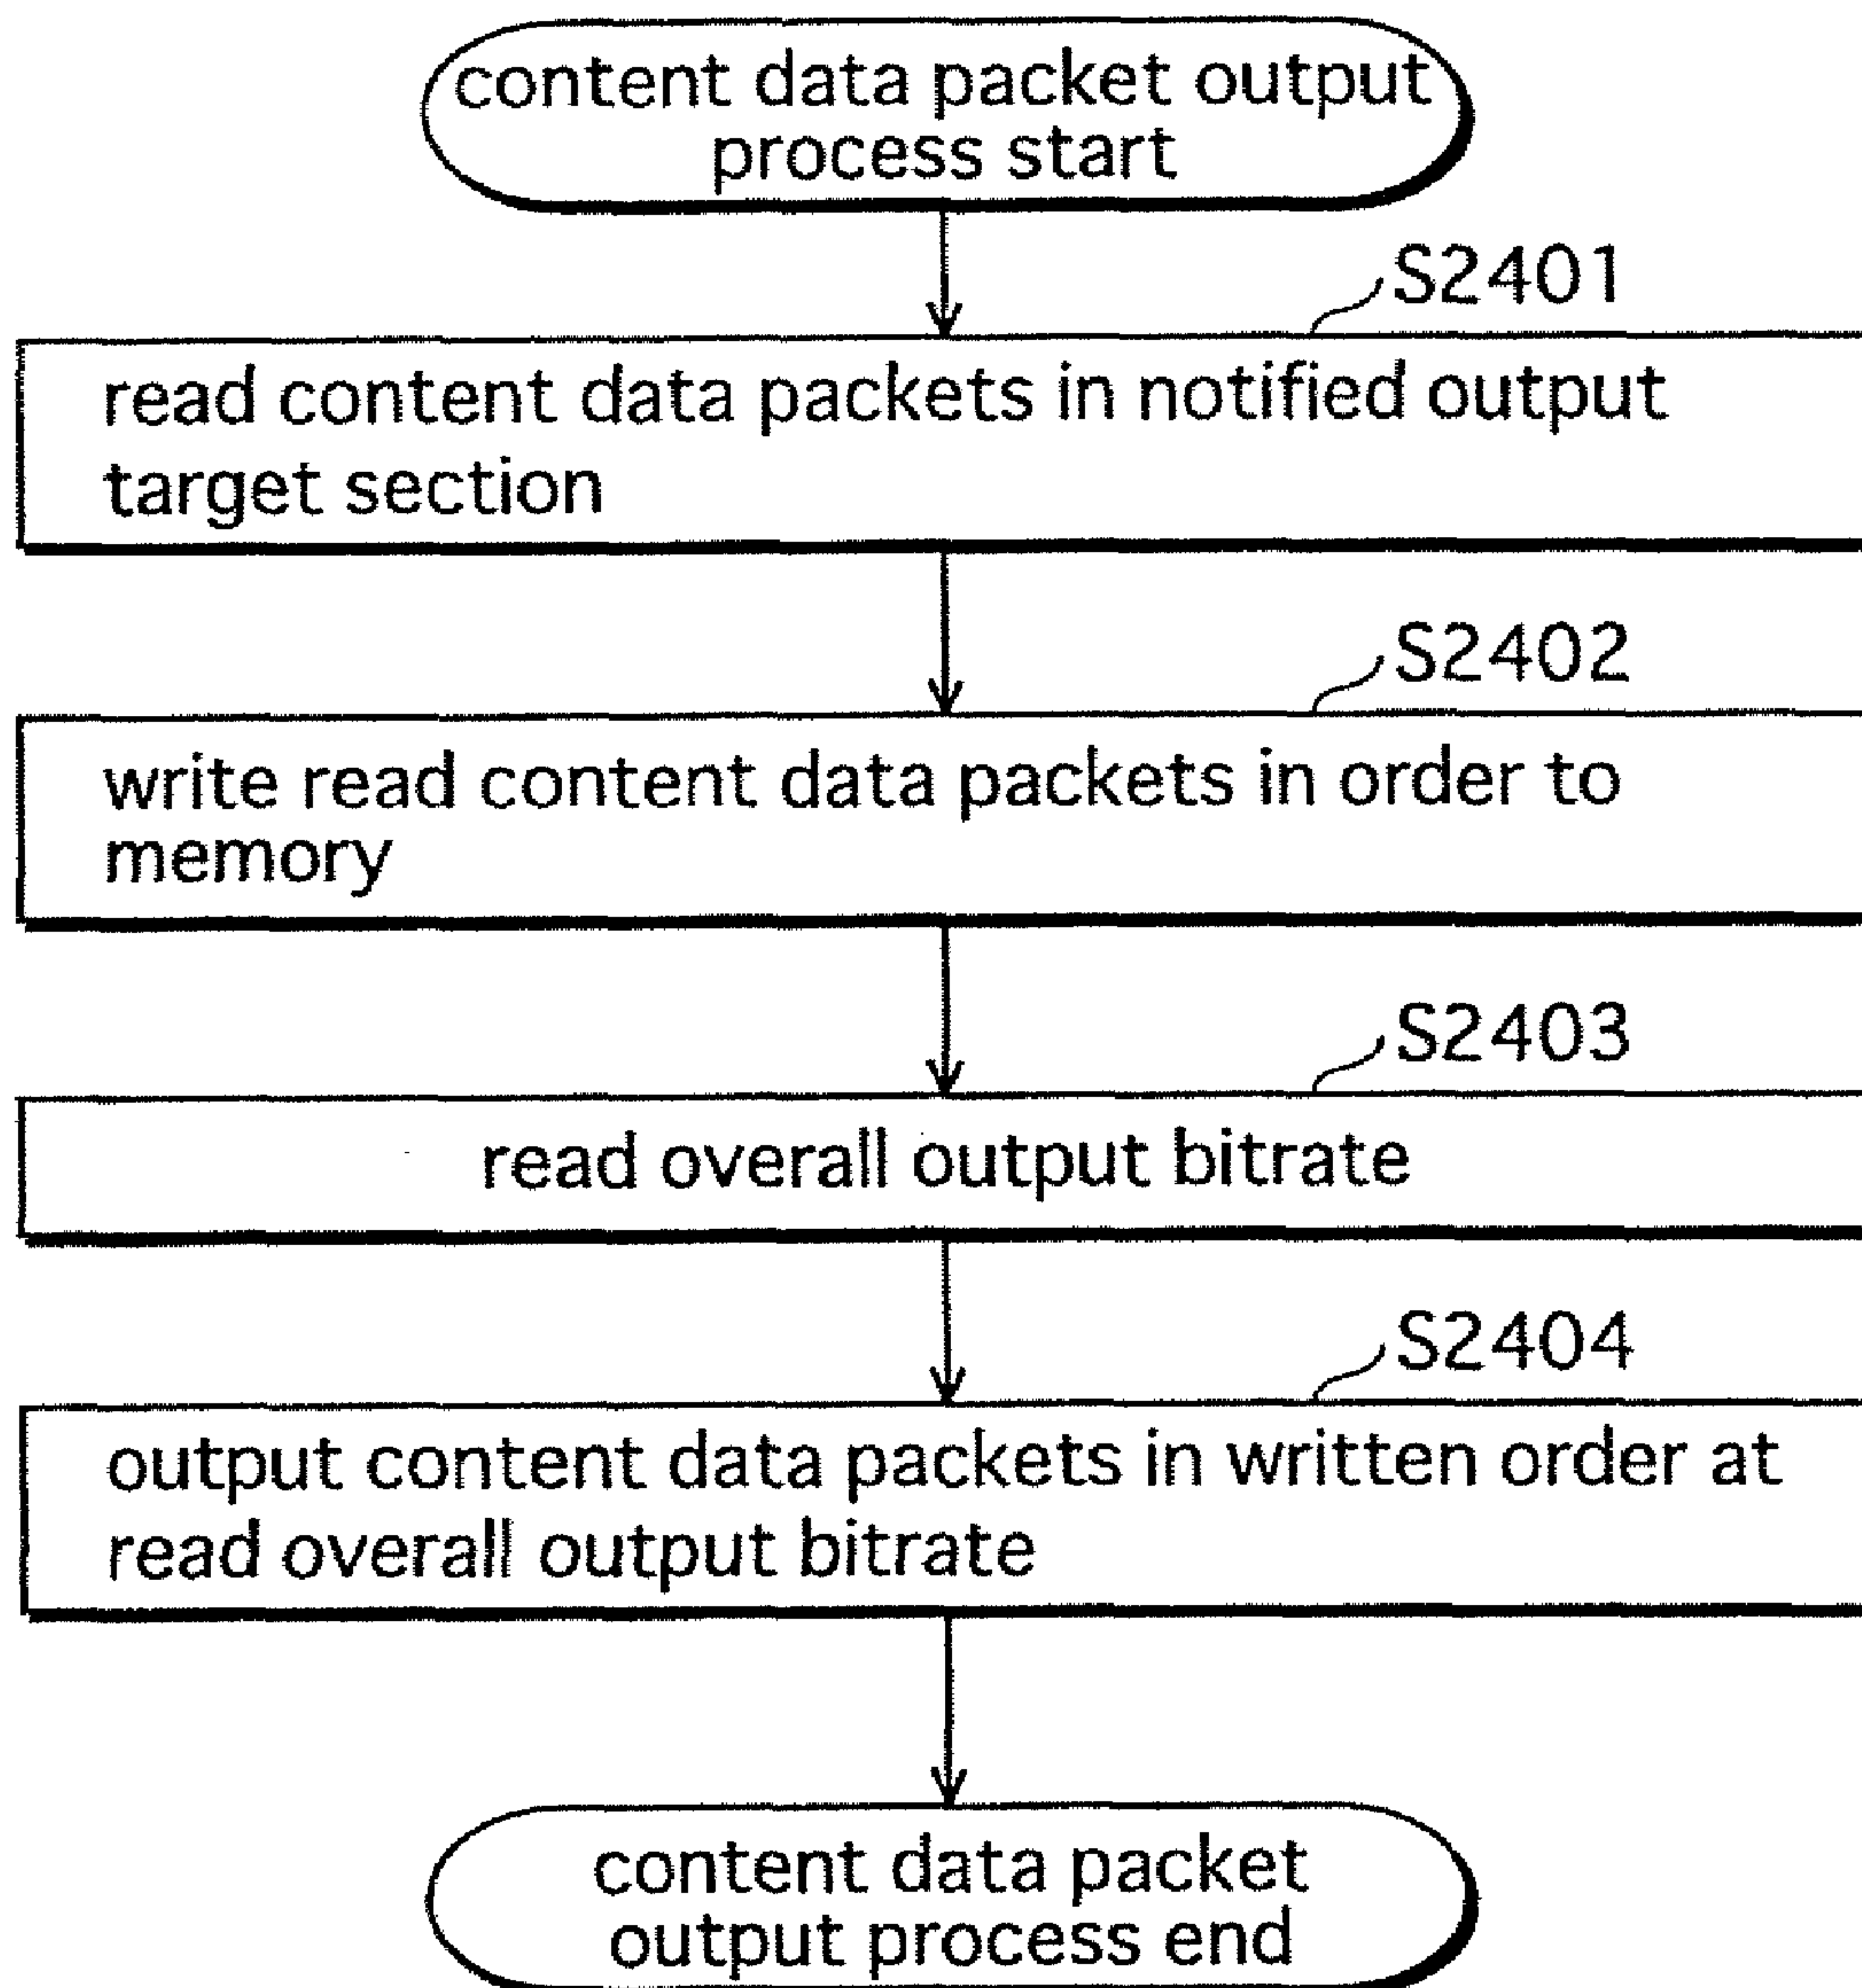 content data packet output
process start
S2401
read content data packets in notified output
target section
S2402
write read content data packets in order to
memory
S2403
read overall output bitrate
S2404
output content data packets in written order at
read overall output bitrate
content data packet
output process end